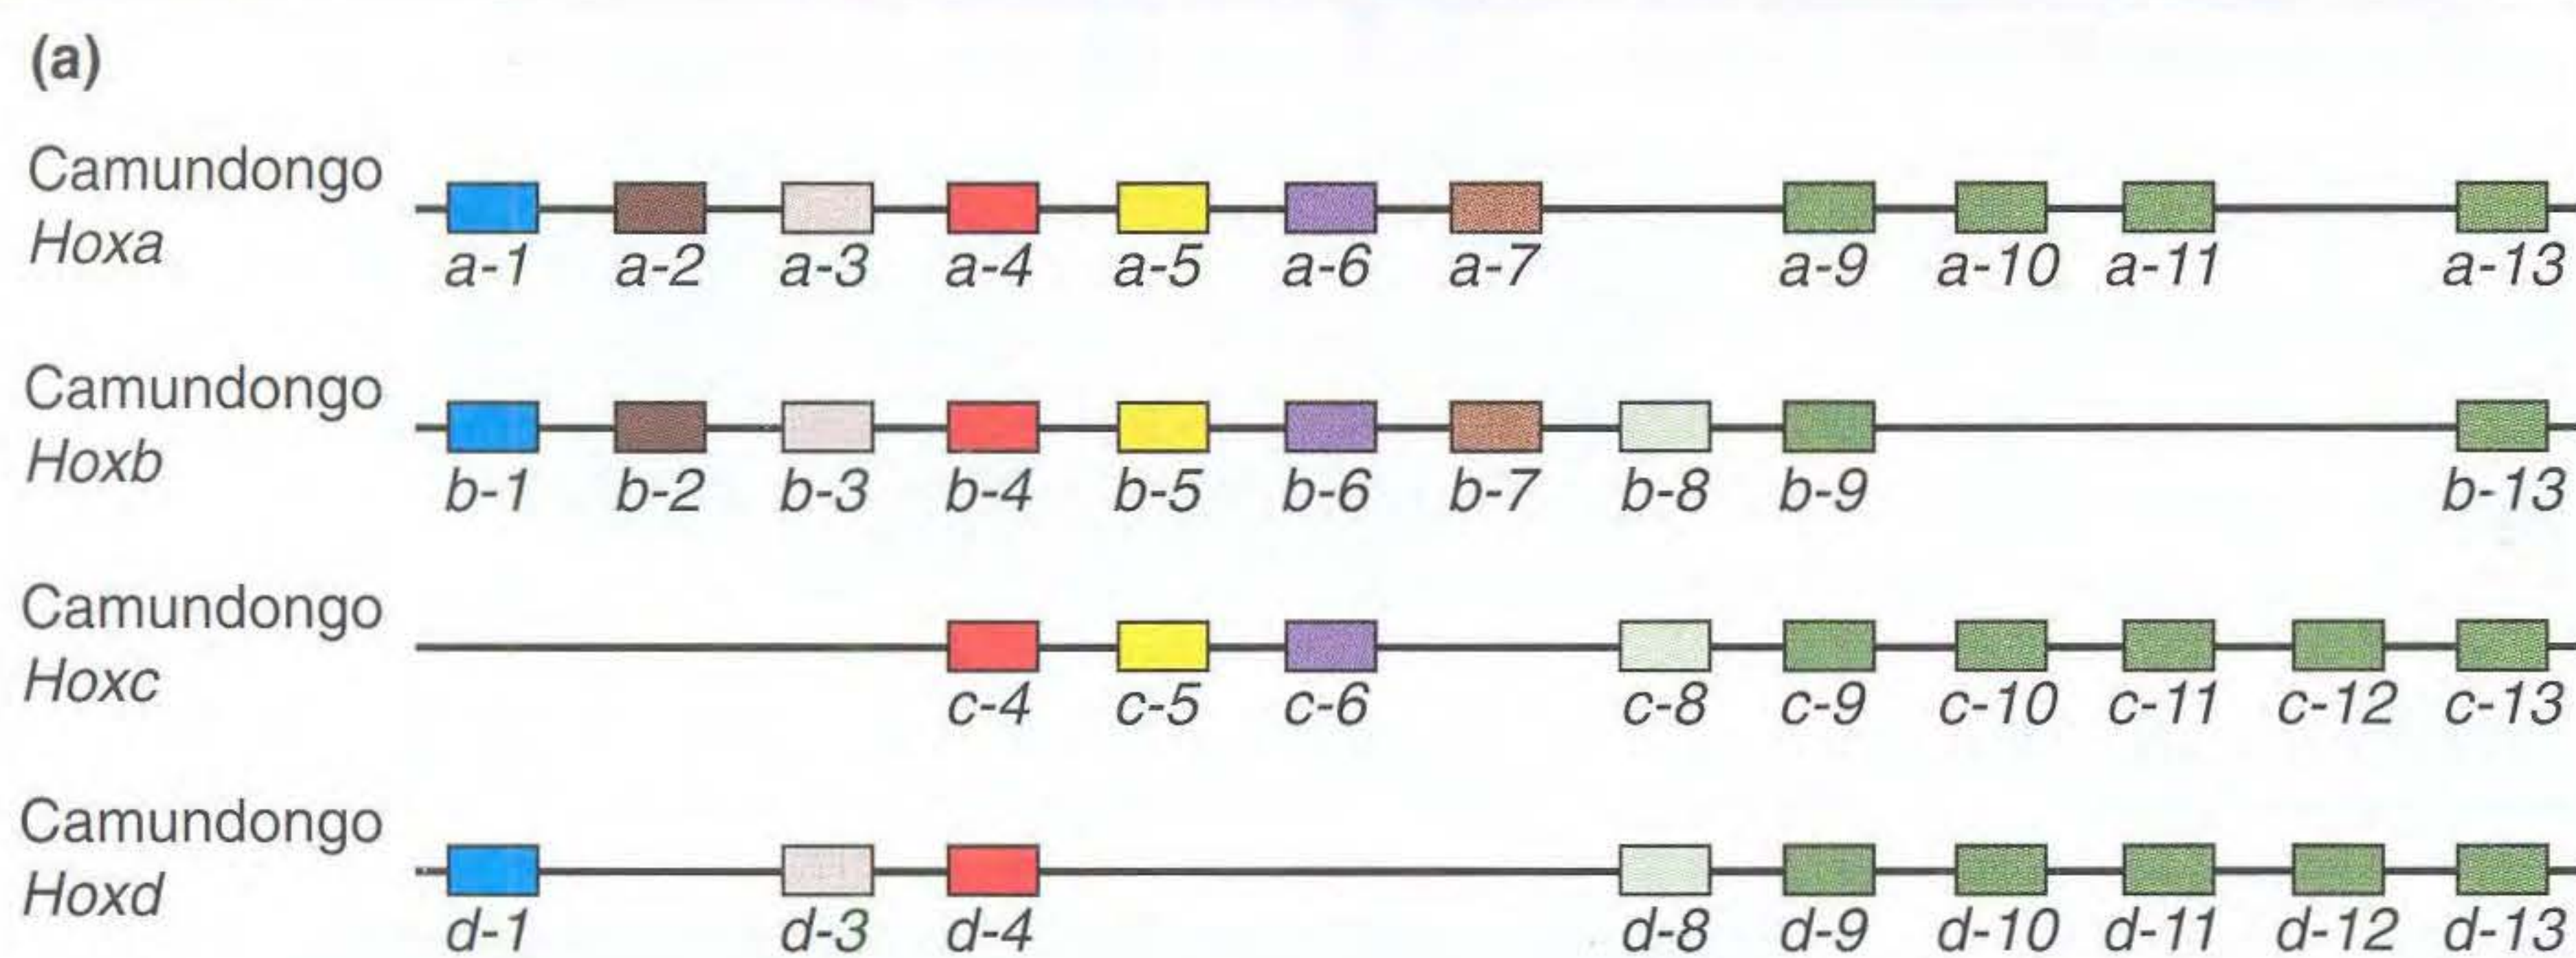 (a)
Camundongo
Hoxa
a-1 a-2 a-3 a-4 a-5 a-6 a-7 a-9 a-10 a-11 a-13
Camundongo
Hoxb
b-1 b-2 b-3 b-4 b-5 b-6 b-7 b-8 b-9 b-13
Camundongo
Hoxc
c-4 c-5 c-6 c-8 c-9 c-10 c-11 c-12 c-13
Camundongo
Hoxd
d-1 d-3 d-4 d-8 d-9 d-10 d-11 d-12 d-13